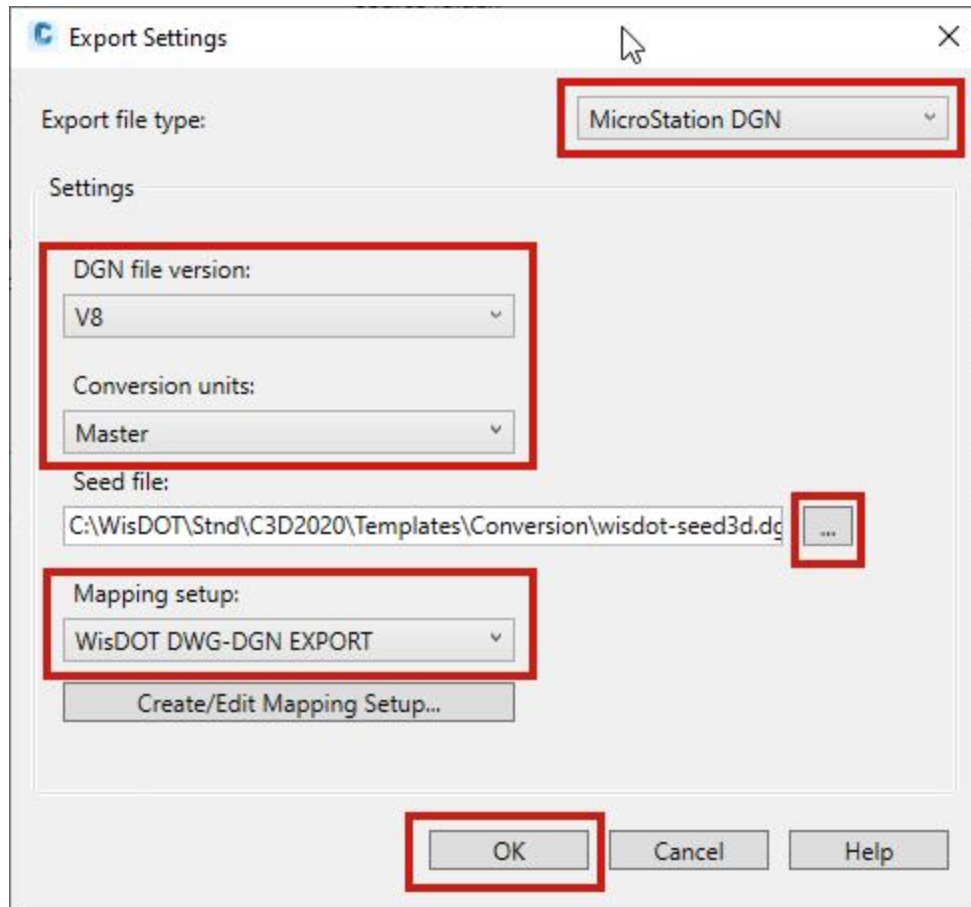 Export Settings
Export file type:
MicroStation DGN
Settings
DGN file version:
V8
Conversion units:
Master
Seed file:
C:\WisDOT\Stnd\C3D2020\Templates\Conversion\wisdot-seed3d.dg
...
Mapping setup:
WisDOT DWG-DGN EXPORT
Create/Edit Mapping Setup...
OK
Cancel
Help